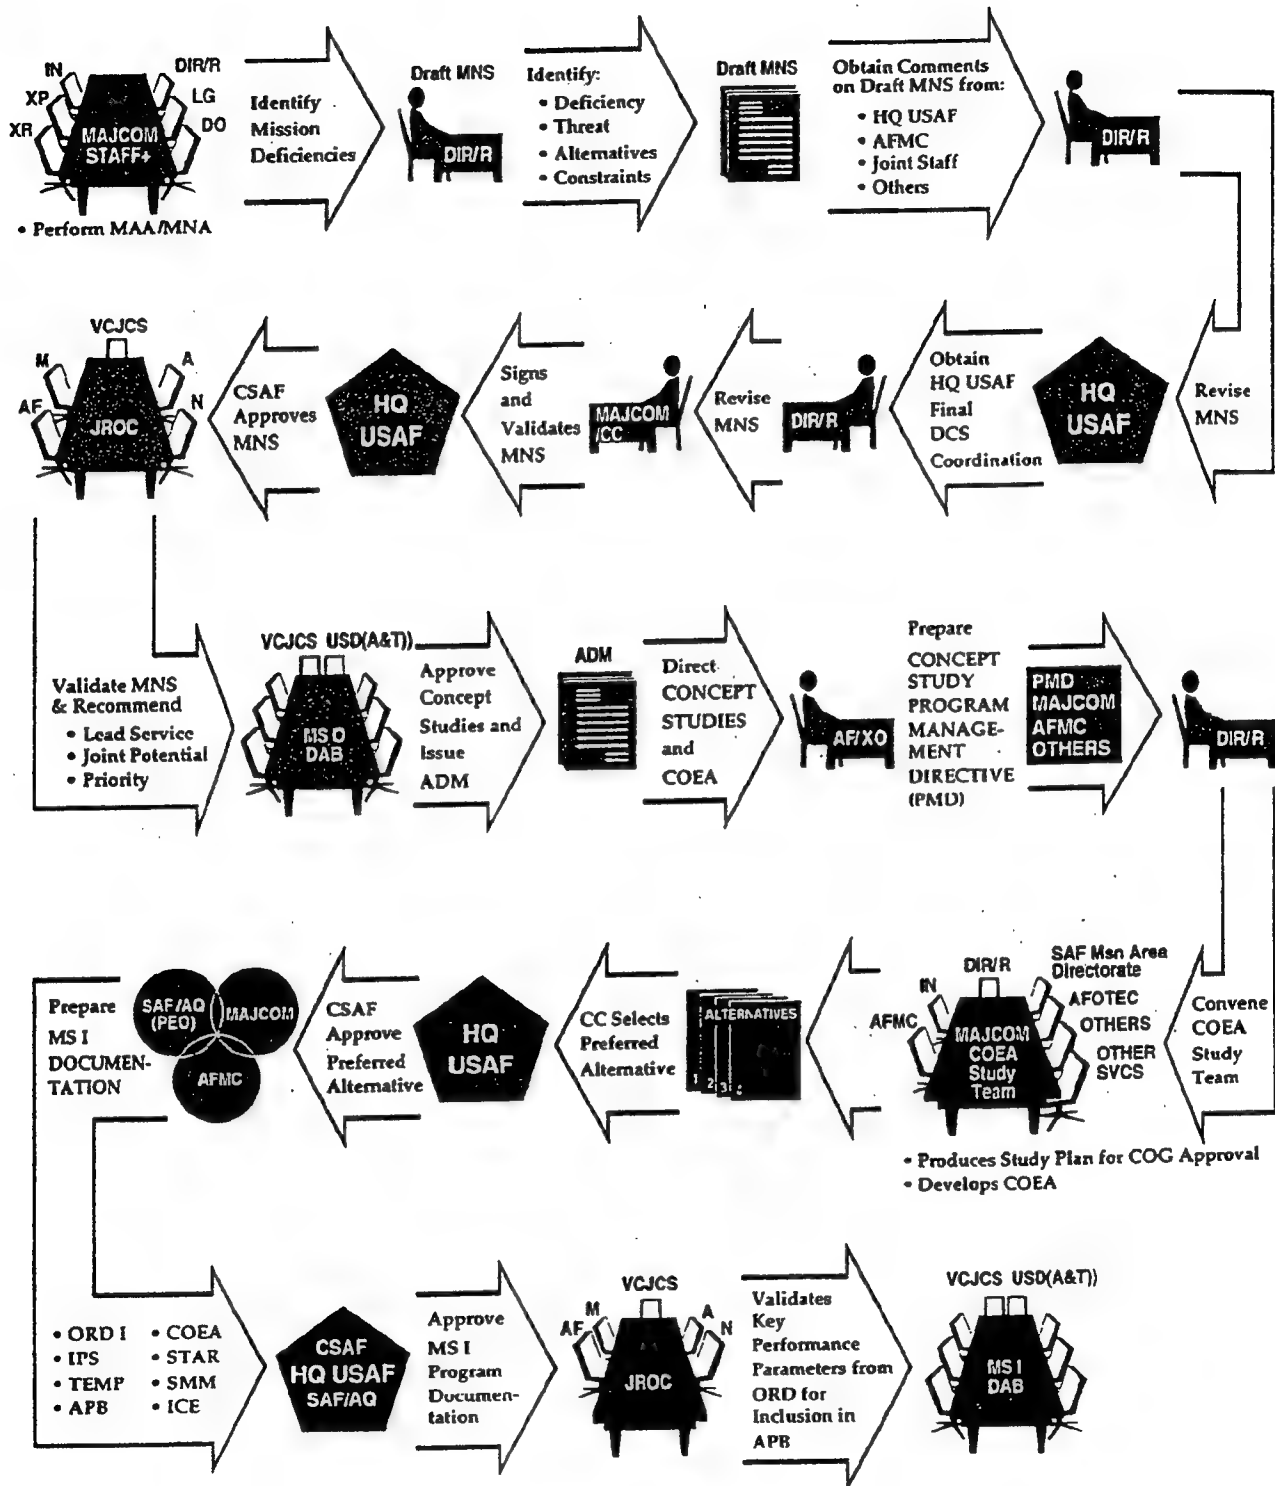 IN
DIR/R
XP
LG
XR
DO
MAJCOM
STAFF+
• Perform MAA/MNA
Identify
Mission
Deficiencies
Draft MNS
DIR/R
Identify:
• Deficiency
• Threat
• Alternatives
• Constraints
Draft MNS
Obtain Comments
on Draft MNS from:
• HQ USAF
• AFMC
• Joint Staff
• Others
DIR/R
Revise
MNS
HQ
USAF
Obtain
HQ USAF
Final
DCS
Coordination
DIR/R
Revise
MNS
MAJCOM
/CC
Signs
and
Validates
MNS
HQ
USAF
CSAF
Approves
MNS
VCJCS
M
A
AF
N
JROC
Validate MNS
& Recommend
• Lead Service
• Joint Potential
• Priority
VCJCS USD(A&T))
MS O
DAB
Approve
Concept
Studies and
Issue
ADM
ADM
Direct
CONCEPT
STUDIES
and
COEA
AF/XO
Prepare
CONCEPT
STUDY
PROGRAM
MANAGE-
MENT
DIRECTIVE
(PMD)
PMD
MAJCOM
AFMC
OTHERS
DIR/R
Convene
COEA
Study
Team
DIR/R
SAF Msn Area
Directorate
IN
AFOTEC
AFMC
OTHERS
OTHER
SVCS
MAJCOM
COEA
Study
Team
• Produces Study Plan for COG Approval
• Develops COEA
ALTERNATIVES
1
2
3
CC Selects
Preferred
Alternative
HQ
USAF
CSAF
Approve
Preferred
Alternative
SAF/AQ
(PEO)
MAJCOM
AFMC
Prepare
MS I
DOCUMEN-
TATION
• ORD I
• IPS
• TEMP
• APB
• COEA
• STAR
• SMM
• ICE
CSAF
HQ USAF
SAF/AQ
Approve
MS I
Program
Documen-
tation
VCJCS
M
A
AF
N
JROC
Validates
Key
Performance
Parameters from
ORD for
Inclusion in
APB
VCJCS USD(A&T))
MS I
DAB